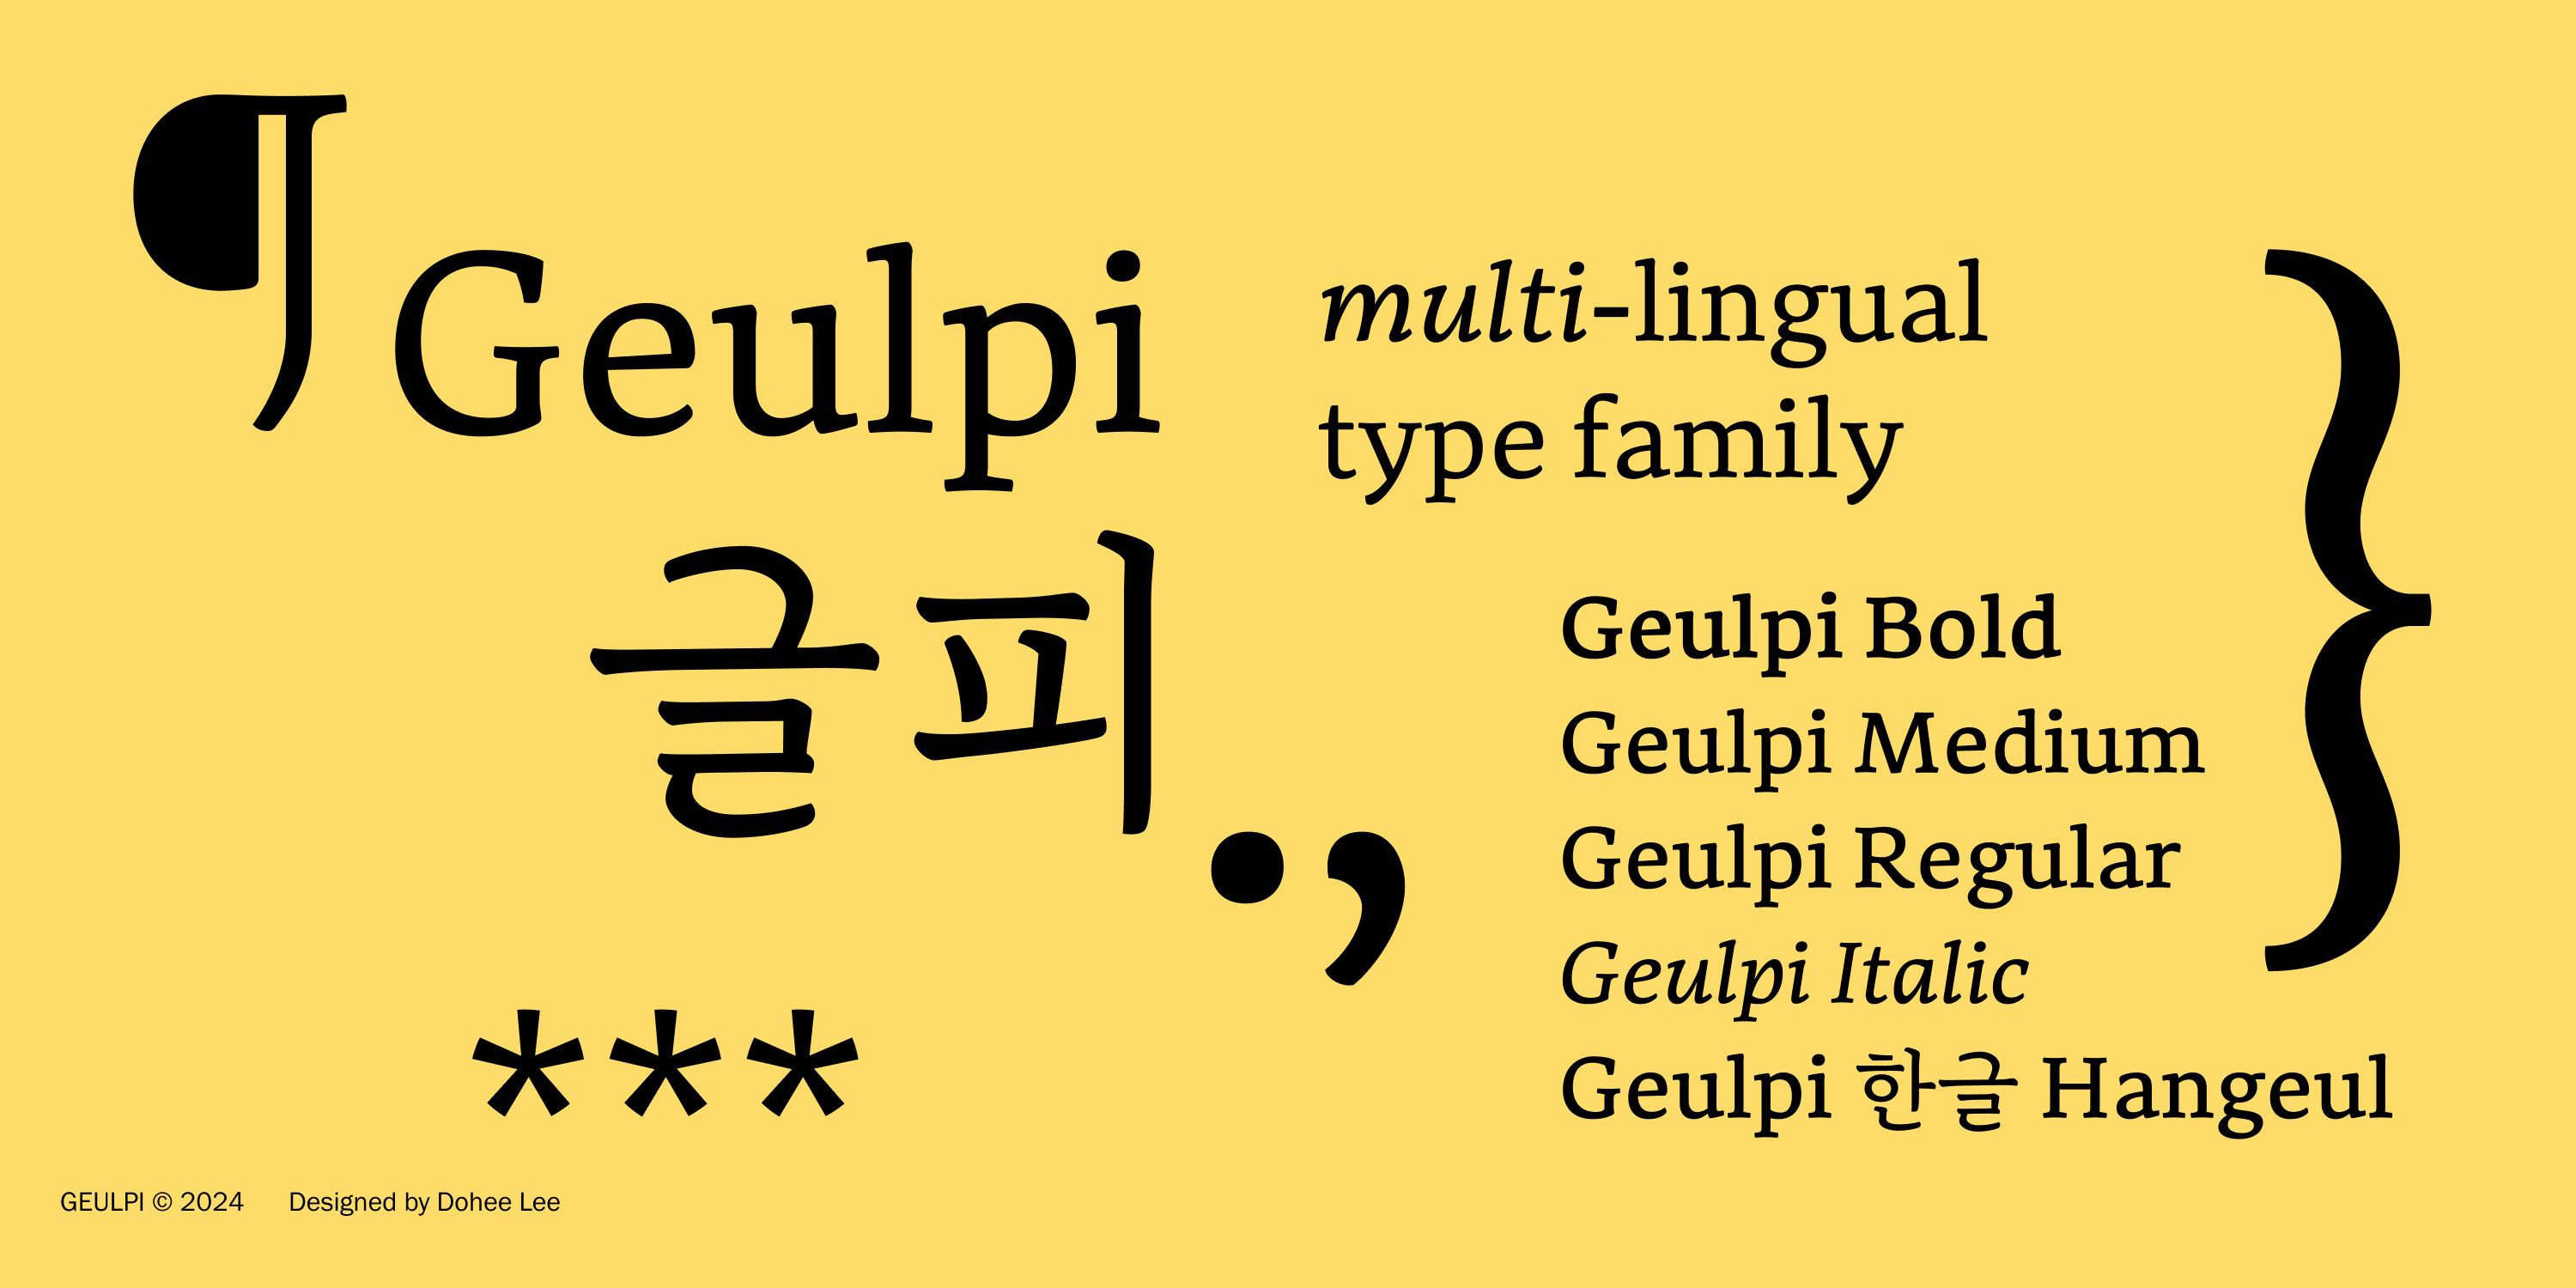 ¶ Geulpi
글피.,
***
multi-lingual
type family
}
Geulpi Bold
Geulpi Medium
Geulpi Regular
Geulpi Italic
Geulpi 한글 Hangeul
GEULPI © 2024 Designed by Dohee Lee